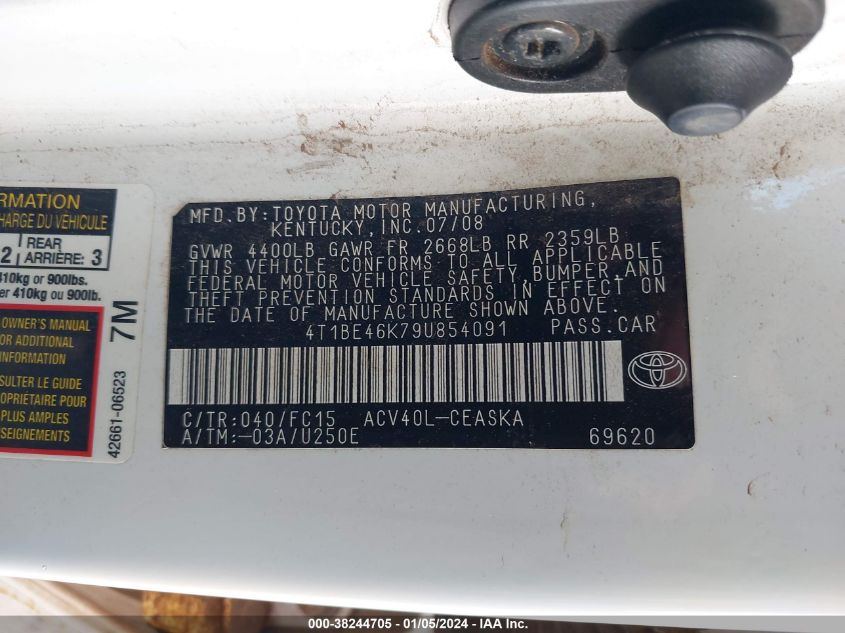 RMATION
CHARGE DU VÉHICULE
2 REAR ARRIÈRE: 3
410kg or 900lbs.
er 410kg ou 900lb.
OWNER'S MANUAL
OR ADDITIONAL
INFORMATION
SULTER LE GUIDE
PROPRIÉTAIRE POUR
PLUS AMPLES
SEIGNEMENTS
7M
42661-06523
MFD.BY:TOYOTA MOTOR MANUFACTURING,
KENTUCKY,INC.07/08
GVWR 4400LB GAWR FR 2668LB RR 2359LB
THIS VEHICLE CONFORMS TO ALL APPLICABLE
FEDERAL MOTOR VEHICLE SAFETY,BUMPER,AND
THEFT PREVENTION STANDARDS IN EFFECT ON
THE DATE OF MANUFACTURE SHOWN ABOVE.
4T1BE46K79U854091 PASS.CAR
C/TR:040/FC15 ACV40L-CEASKA
A/TM:-03A/U250E 69620
000-38244705 - 01/05/2024 - IAA Inc.